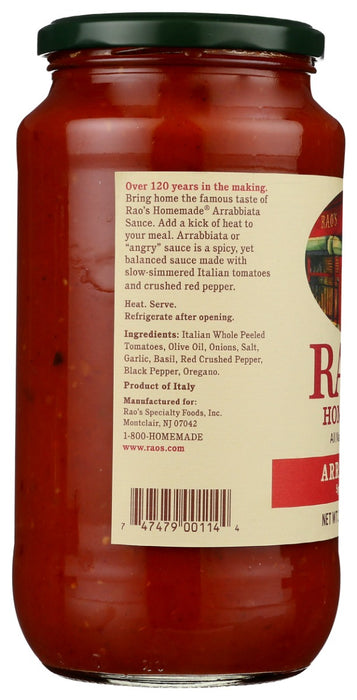 Over 120 years in the making.
Bring home the famous taste of
Rao's Homemade® Arrabbiata
Sauce. Add a kick of heat to
your meal. Arrabbiata or
"angry" sauce is a spicy, yet
balanced sauce made with
slow-simmered Italian tomatoes
and crushed red pepper.
Heat. Serve.
Refrigerate after opening.
Ingredients: Italian Whole Peeled
Tomatoes, Olive Oil, Onions, Salt,
Garlic, Basil, Red Crushed Pepper,
Black Pepper, Oregano.
Product of Italy
Manufactured for:
Rao's Specialty Foods, Inc.
Montclair, NJ 07042
1-800-HOMEMADE
www.raos.com
7 47479 00114 4
RAO'S
RA
HOM
All Na
ARR
NET WT